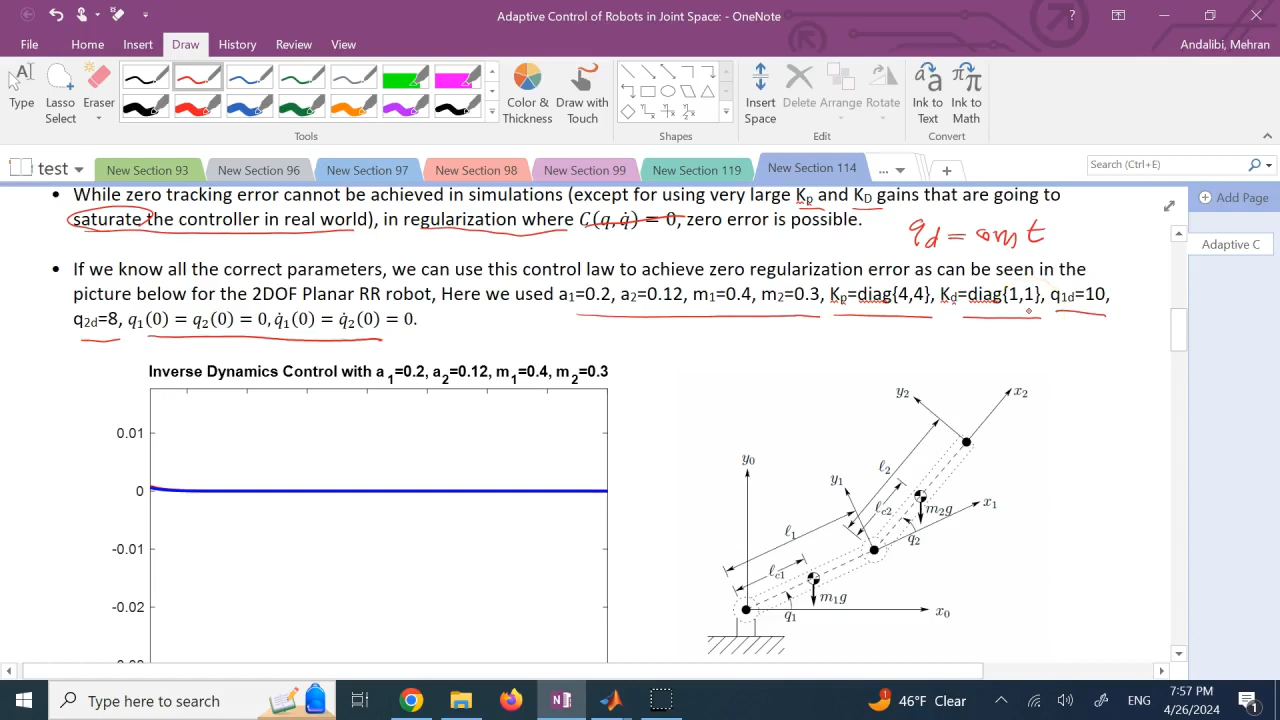 Adaptive Control of Robots in Joint Space: - OneNote
Andalibi, Mehran
File Home Insert Draw History View
Type
Lasso Select
Eraser
Color & Thickness
Draw with Touch
Insert Space
Delete
Arrange
Rotate
Ink to Text
Ink to Math
Tools
Shapes
Edit
Convert
test
New Section 93
New Section 96
New Section 97
New Section 98
New Section 99
New Section 119
New Section 114
...
Search (Ctrl+E)
Add Page
Adaptive C
• While zero tracking error cannot be achieved in simulations (except for using very large Kp and KD gains that are going to
saturate the controller in real world), in regularization where C(q, q̇) = 0, zero error is possible.
qd = const
• If we know all the correct parameters, we can use this control law to achieve zero regularization error as can be seen in the
picture below for the 2DOF Planar RR robot, Here we used a1=0.2, a2=0.12, m1=0.4, m2=0.3, Kp=diag{4,4}, Kd=diag{1,1}, q1d=10,
q2d=8, q1(0) = q2(0) = 0, q̇1(0) = q̇2(0) = 0.
Inverse Dynamics Control with a1=0.2, a2=0.12, m1=0.4, m2=0.3
0.01
0
-0.01
-0.02
y2
x2
y0
ℓ2
y1
ℓc2
x1
m2g
ℓ1
q2
ℓc1
m1g
q1
x0
Type here to search
1
46°F Clear
ENG
7:57 PM
4/26/2024
1